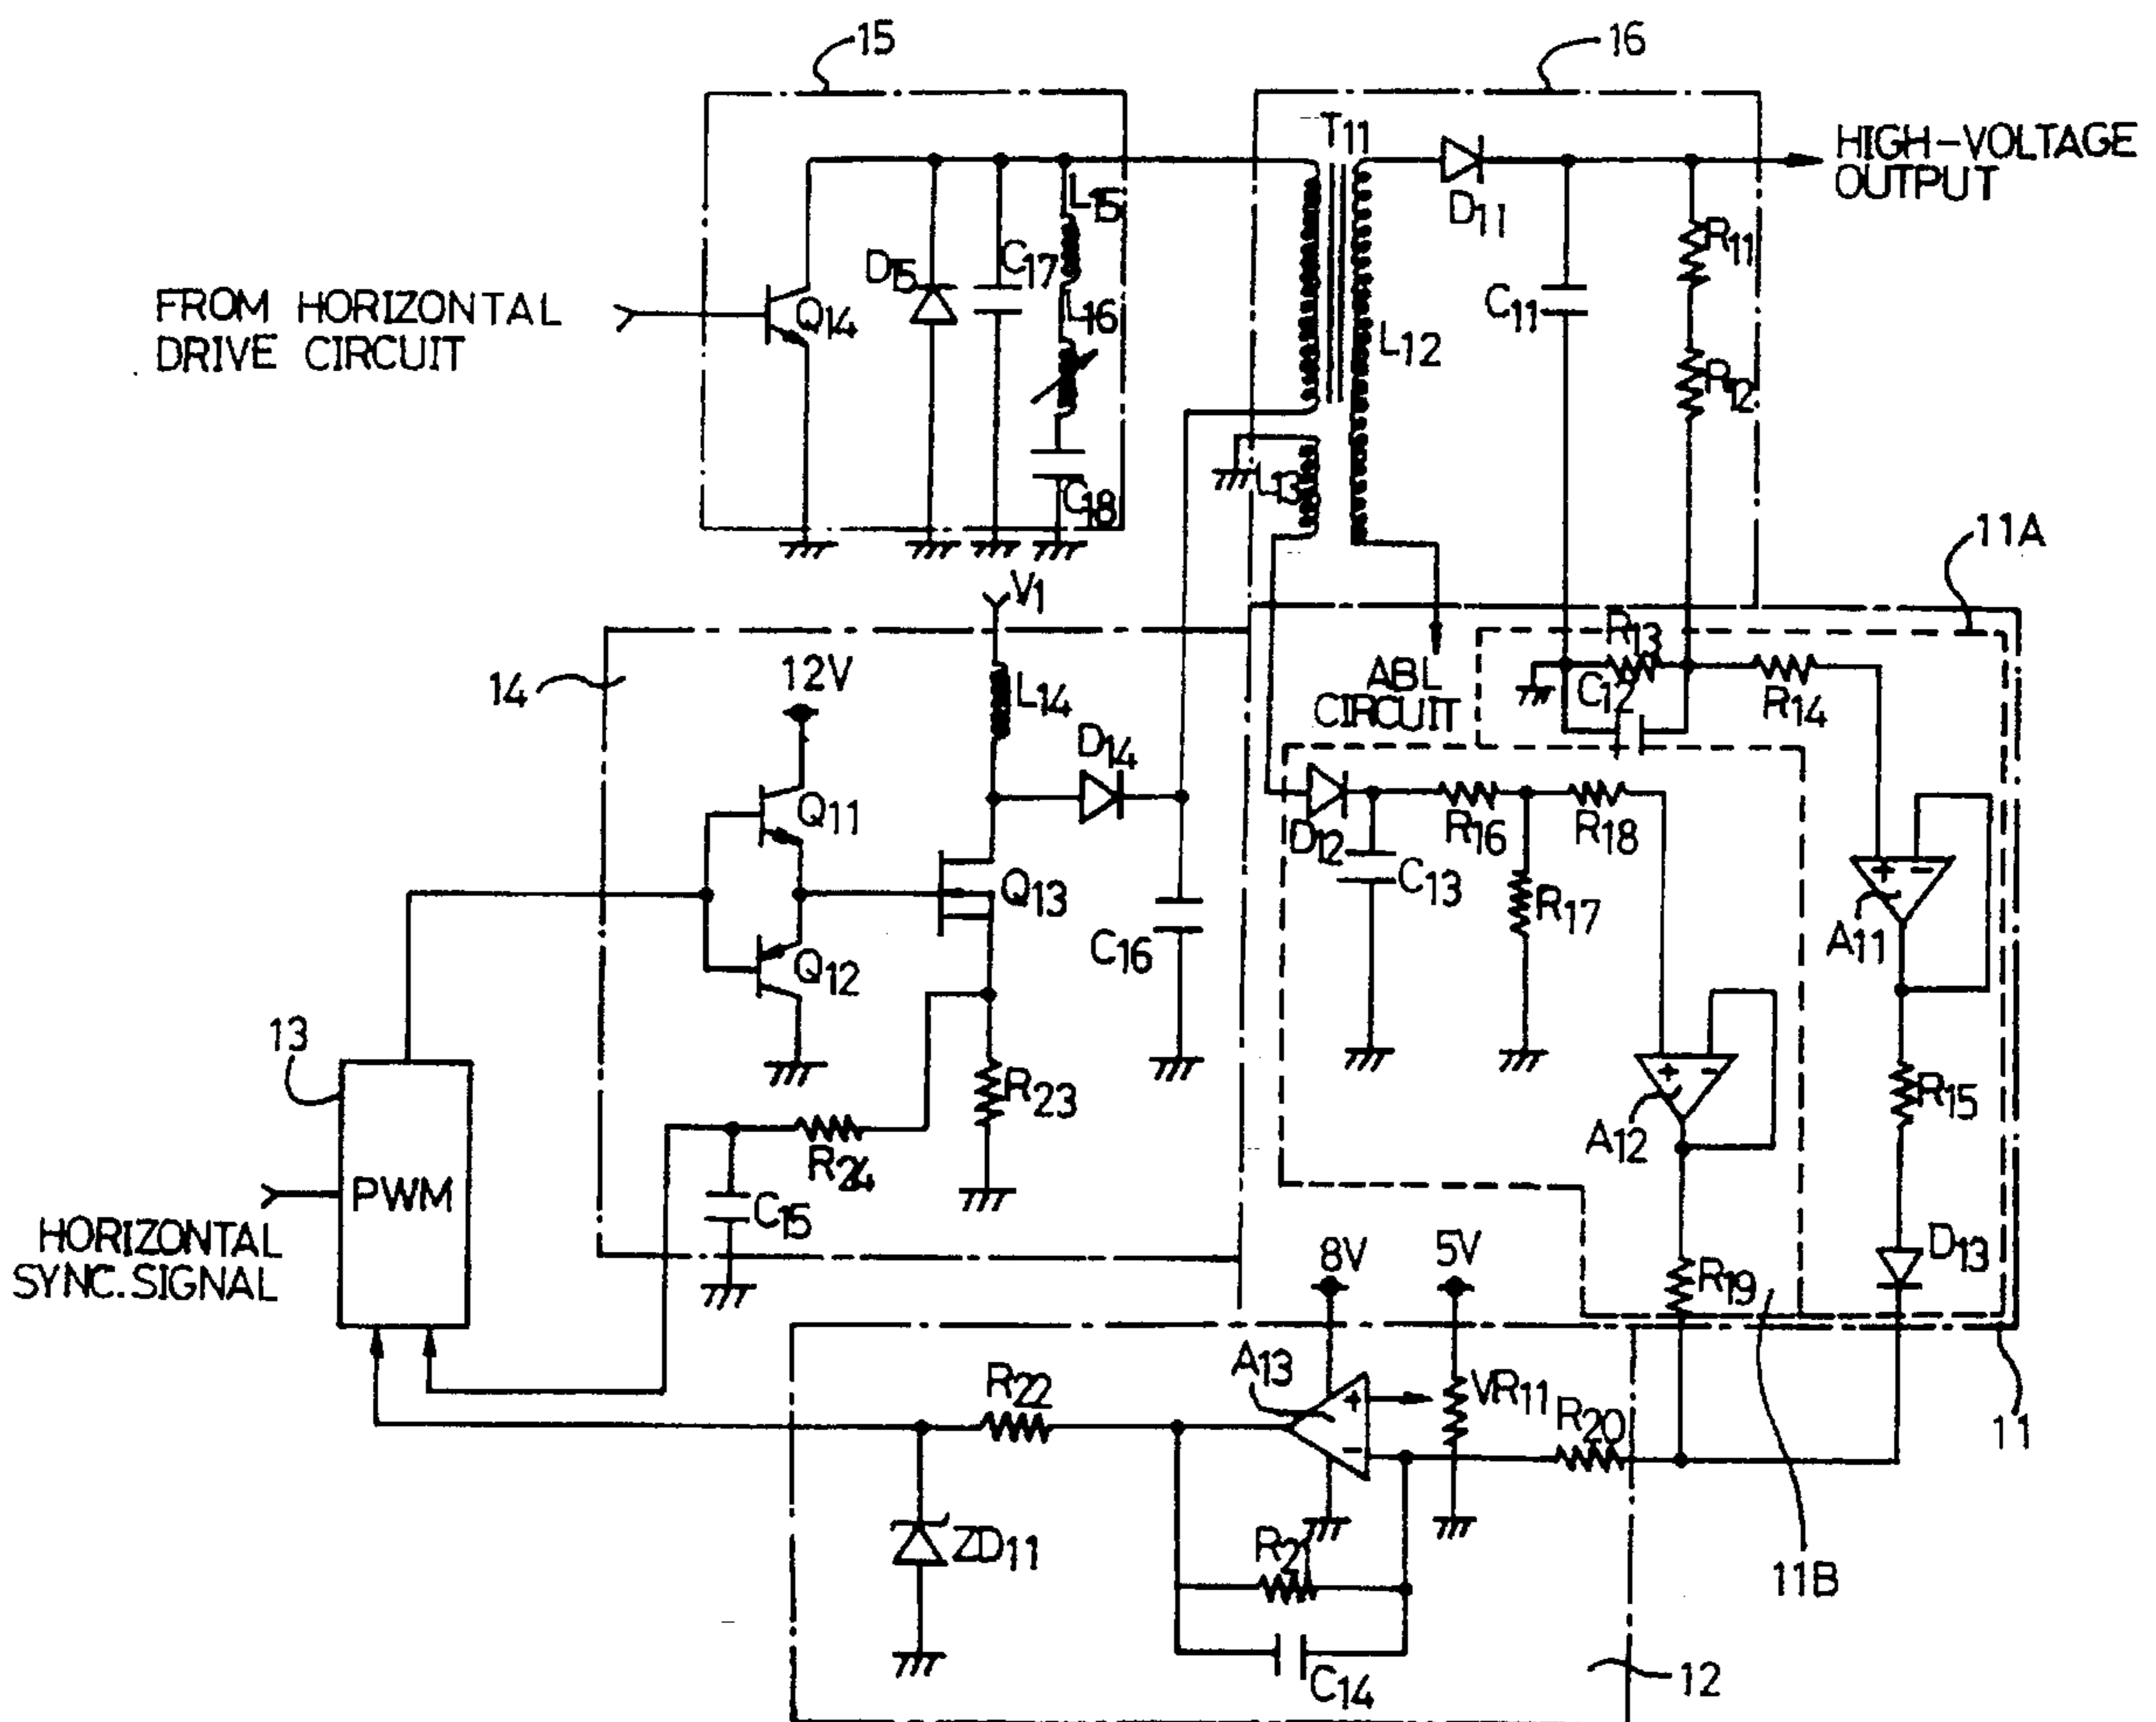 15
16
T11
HIGH-VOLTAGE
OUTPUT
L15
D11
R11
D15
C17
FROM HORIZONTAL
DRIVE CIRCUIT
Q14
L16
C11
L12
R12
L13
C18
11A
V1
R13
14
12V
L14
ABL
CIRCUIT
C12
R14
D14
Q11
D12
R16
R18
C13
Q13
R17
A11
C16
Q12
13
R23
R15
A12
R24
PWM
C15
HORIZONTAL
SYNC.SIGNAL
8V
5V
D13
R19
A13
R22
VR11
R20
11
ZD11
R21
11B
C14
12